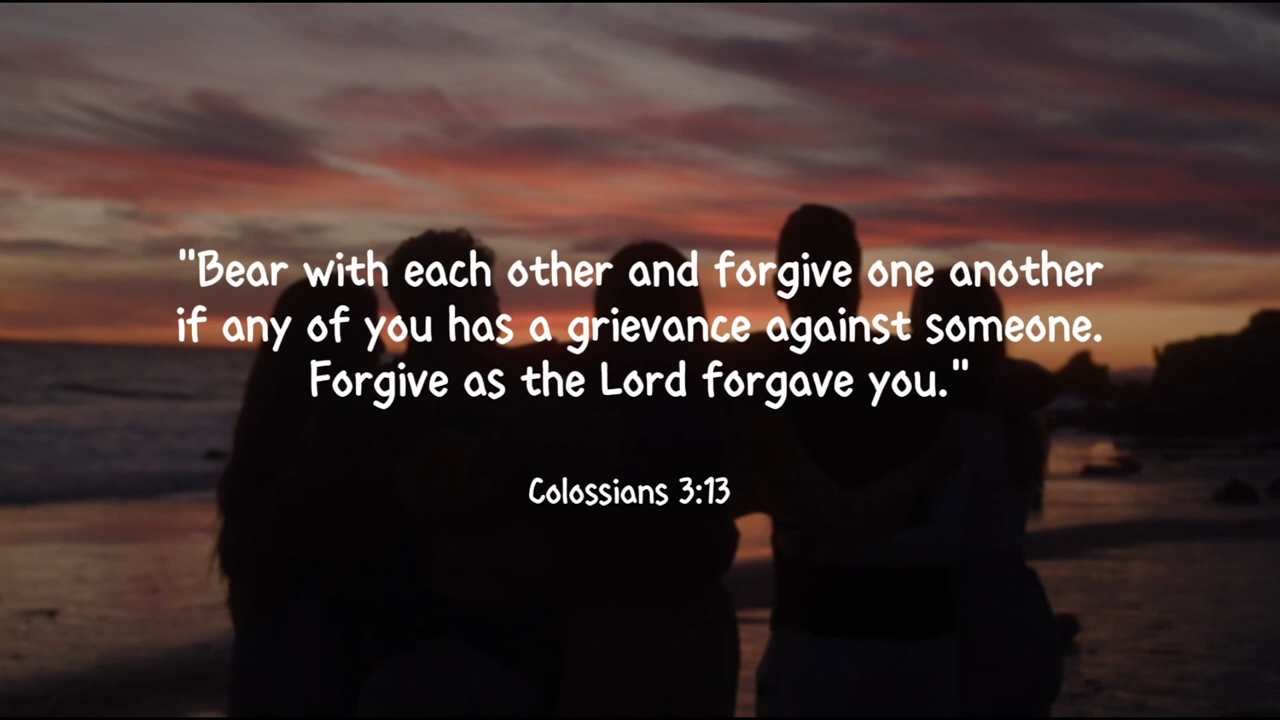 "Bear with each other and forgive one another
if any of you has a grievance against someone.
Forgive as the Lord forgave you."
Colossians 3:13